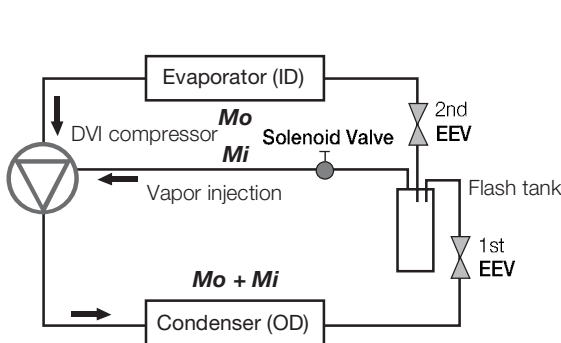 Evaporator (ID)
2nd
EEV
Mo
DVI compressor
Solenoid Valve
Mi
Vapor injection
Flash tank
1st
EEV
Mo + Mi
Condenser (OD)